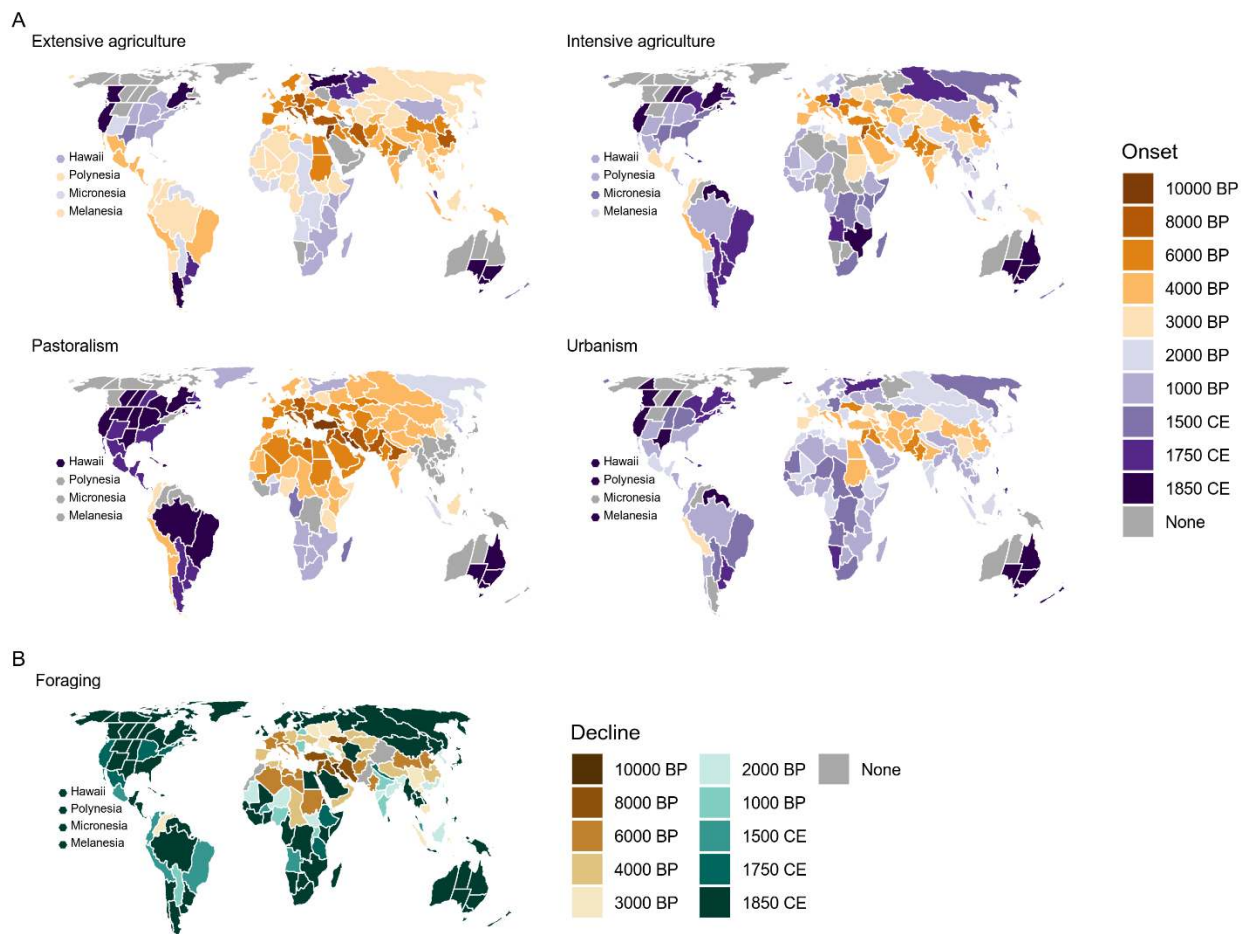 A
Extensive agriculture
Hawaii
Polynesia
Micronesia
Melanesia
Intensive agriculture
Hawaii
Polynesia
Micronesia
Melanesia
Pastoralism
Hawaii
Polynesia
Micronesia
Melanesia
Urbanism
Hawaii
Polynesia
Micronesia
Melanesia
Onset
10000 BP
8000 BP
6000 BP
4000 BP
3000 BP
2000 BP
1000 BP
1500 CE
1750 CE
1850 CE
None
B
Foraging
Hawaii
Polynesia
Micronesia
Melanesia
Decline
10000 BP
8000 BP
6000 BP
4000 BP
3000 BP
2000 BP
1000 BP
1500 CE
1750 CE
1850 CE
None